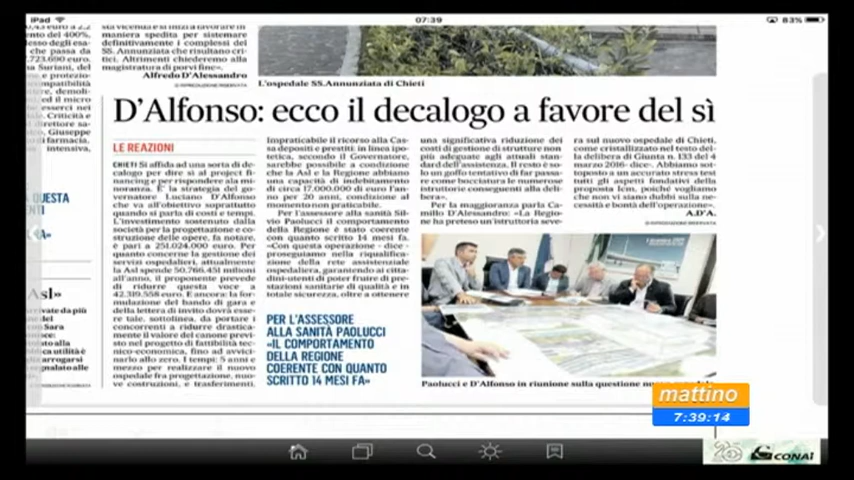 iPad
07:39
83%
definitivamente i complessi del
SS. Annunziata che risultano cri-
tici. Altrimenti chiederemo alla
magistratura di porvi fine».
Alfredo D'Alessandro
L'ospedale SS.Annunziata di Chieti
D'Alfonso: ecco il decalogo a favore del sì
LE REAZIONI
CHIETI Si affida ad una sorta di de-
calogo per dire sì al project fi-
nancing e per rispondere ala mi-
noranza. E' la strategia del go-
vernatore Luciano D'Alfonso
che va all'obiettivo soprattutto
quando si parla di costi e tempi.
L'investimento sostenuto dalla
società per la progettazione e co-
struzione delle opere, fa notare,
è pari a 251.024.000 euro. Per
quanto concerne la gestione dei
servizi ospedalieri, attualmente
la Asl spende 50.766.451 milioni
all'anno, il proponente prevede
di ridurre questa voce a
42.319.558 euro. E ancora: la for-
mulazione del bando di gara e
della lettera di invito dovrà esse-
re tale, sottolinea, da portare i
concorrenti a ridurre drastica-
mente il valore del canone previ-
sto nel progetto di fattibilità tec-
nico-economica, fino ad avvici-
narlo allo zero. I tempi: 5 anni e
mezzo per realizzare il nuovo
ospedale fra progettazione, nuo-
ve costruzioni, e trasferimenti.
Impraticabile il ricorso alla Cas-
sa depositi e prestiti: in linea ipo-
tetica, secondo il Governatore,
sarebbe possibile a condizione
che la Asl e la Regione abbiano
una capacità di indebitamento
di circa 17.000.000 di euro l'an-
no per 20 anni, condizione al
momento non praticabile.
Per l'assessore alla sanità Sil-
vio Paolucci il comportamento
della Regione è stato coerente
con quanto scritto 14 mesi fa.
«Con questa operazione - dice -
proseguiamo nella riqualifica-
zione della rete assistenziale
ospedaliera, garantendo ai citta-
dini-utenti di poter fruire di pre-
stazioni sanitarie di qualità e in
totale sicurezza, oltre a ottenere
PER L'ASSESSORE
ALLA SANITÀ PAOLUCCI
«IL COMPORTAMENTO
DELLA REGIONE
COERENTE CON QUANTO
SCRITTO 14 MESI FA»
una significativa riduzione dei
costi di gestione di strutture non
più adeguate agli attuali stan-
dard dell'assistenza. Il resto è so-
lo un goffo tentativo di far passa-
re come bocciatura le numerose
istruttorie conseguenti alla deli-
bera».
Per la maggioranza parla Ca-
millo D'Alessandro: «La Regio-
ne ha preteso un'istruttoria seve-
ra sul nuovo ospedale di Chieti,
come cristallizzato nel testo del-
la delibera di Giunta n. 133 del 4
marzo 2016 - dice-. Abbiamo sot-
toposto a un accurato stress test
tutti gli aspetti fondativi della
proposta Icm, poiché vogliamo
che non vi siano dubbi sulla ne-
cessità e bontà dell'operazione».
A.D'A.
Paolucci e D'Alfonso in riunione sulla questione
mattino
7:39:14
25
CONAI